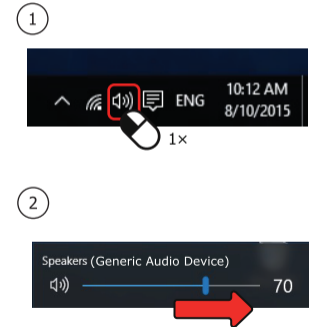 1
10:12 AM
ENG
8/10/2015
1×
2
Speakers (Generic Audio Device)
70